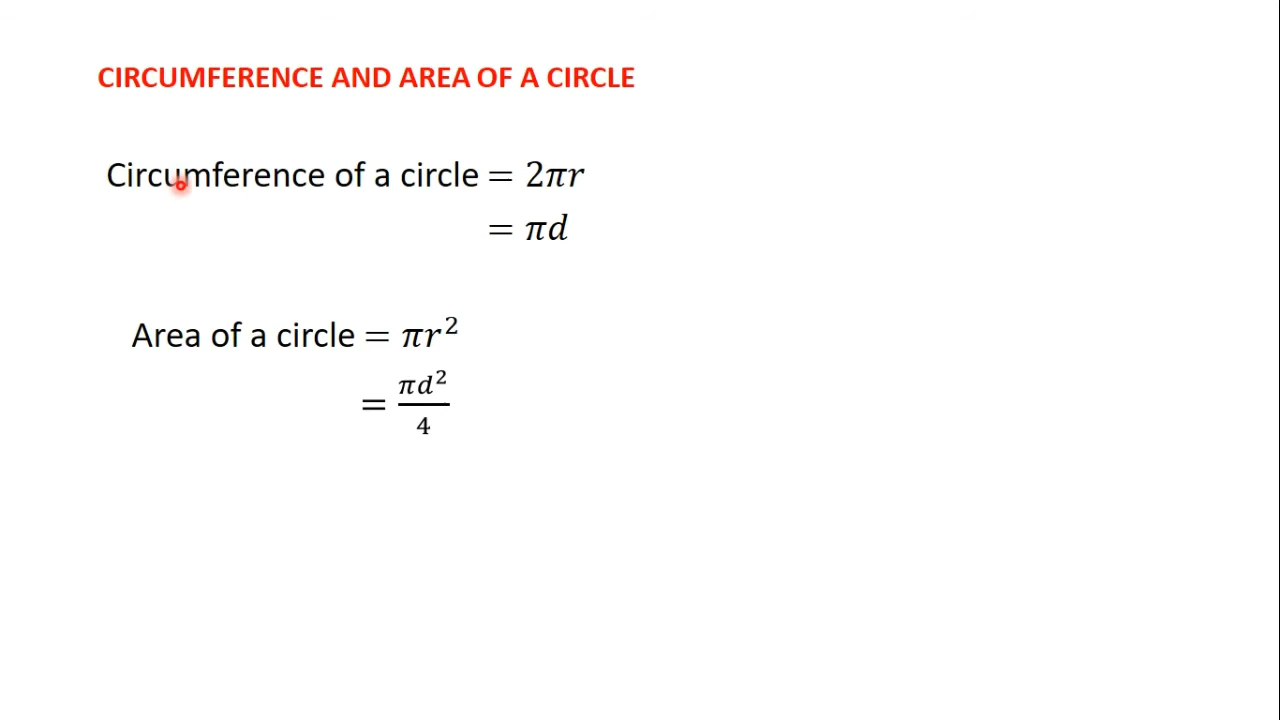 CIRCUMFERENCE AND AREA OF A CIRCLE
Circumference of a circle = 2πr
= πd
Area of a circle = πr²
= πd²/4